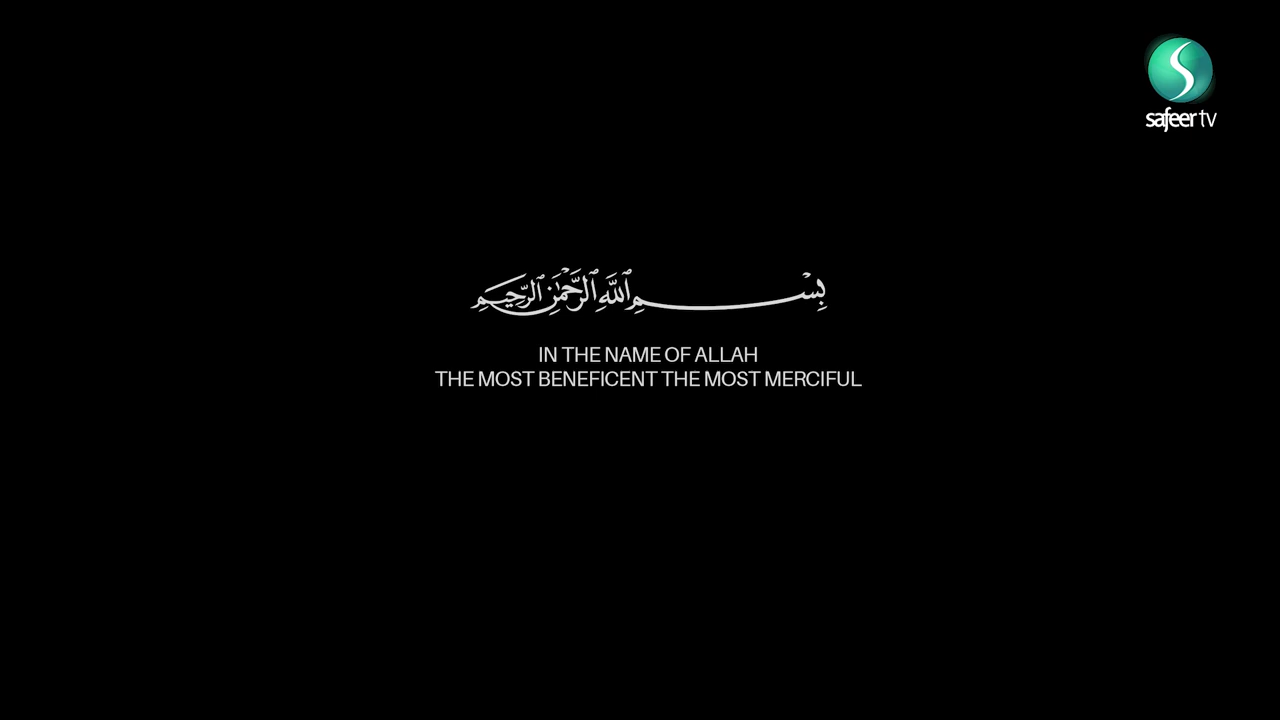 safeer tv
بِسْمِ ٱللَّهِ ٱلرَّحْمَٰنِ ٱلرَّحِيمِ
IN THE NAME OF ALLAH
THE MOST BENEFICENT THE MOST MERCIFUL